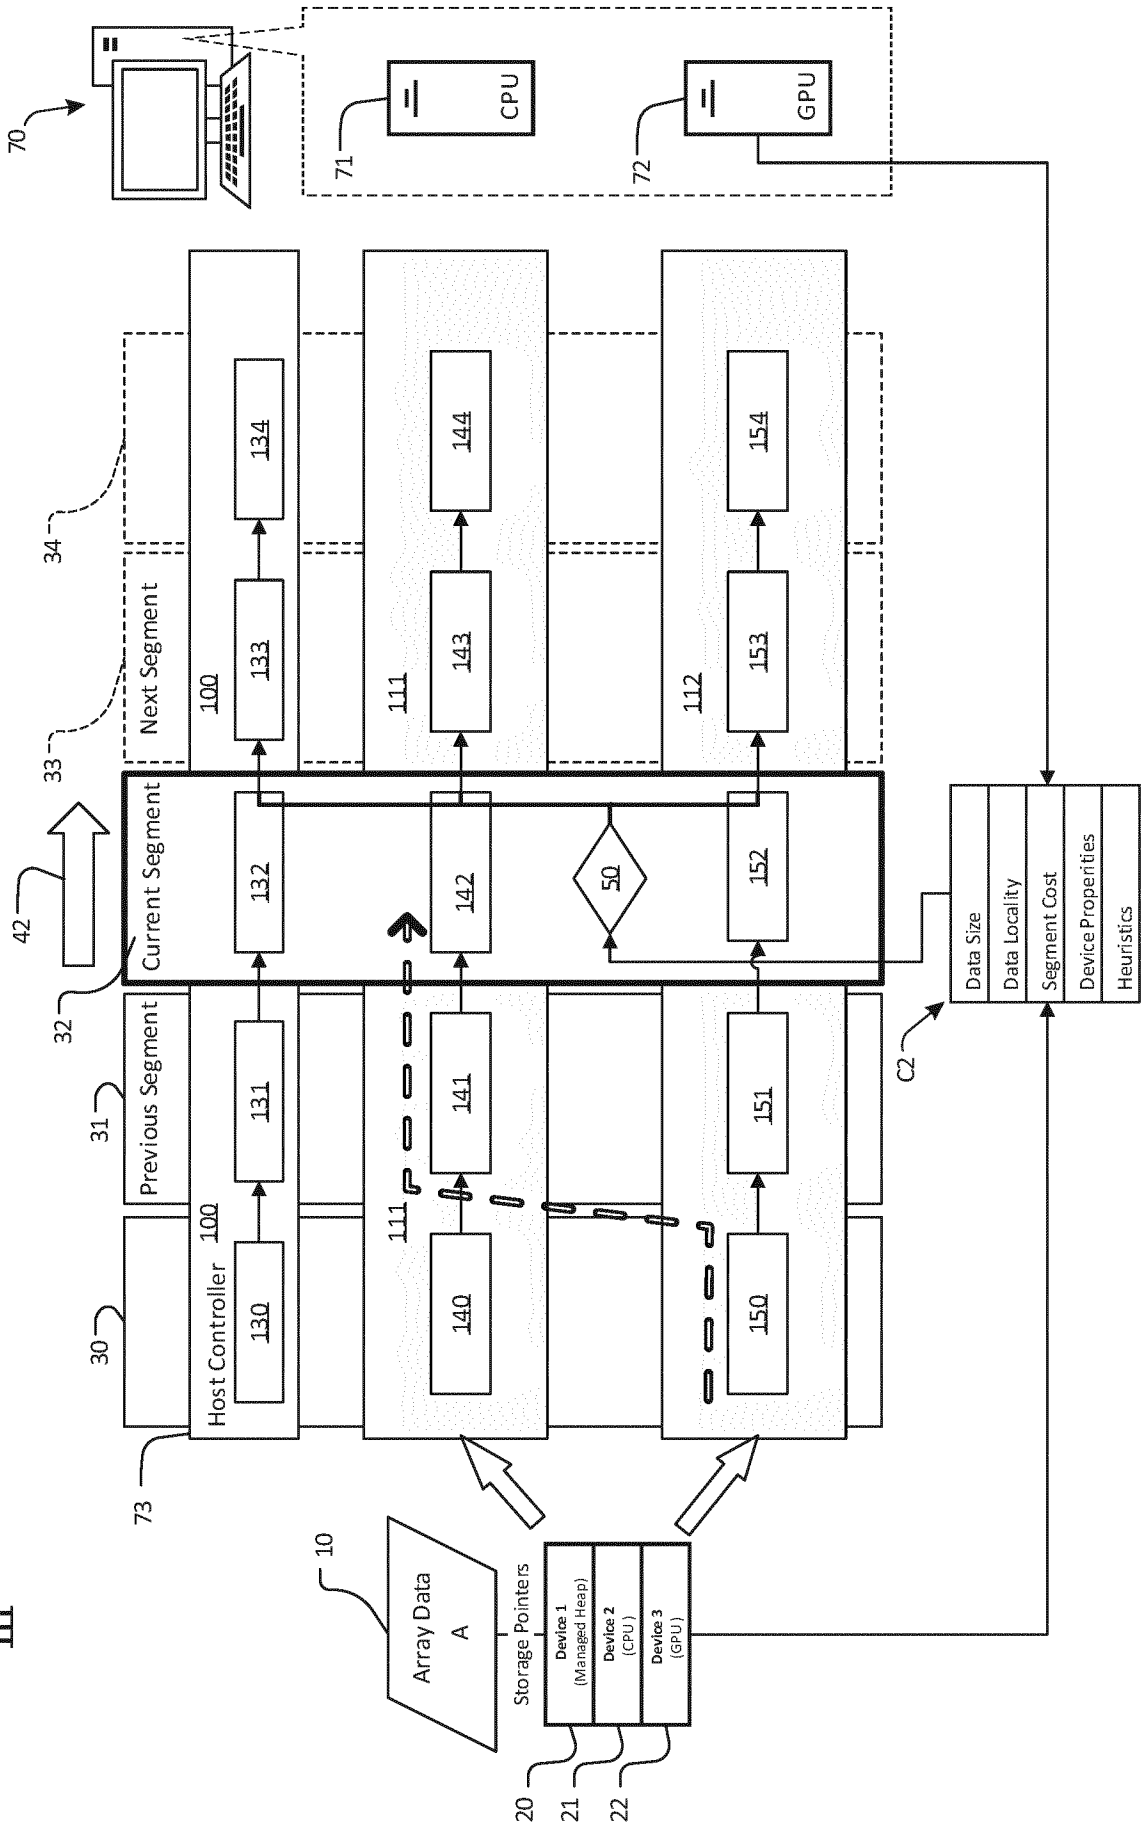 70
42
33
34
30
31
32
73
Host Controller
100
Previous Segment
Current Segment
Next Segment
100
130
131
132
133
134
10
Array Data
A
71
CPU
111
111
140
141
142
143
144
Storage Pointers
20
21
22
Device 1
(Managed Heap)
Device 2
(CPU)
Device 3
(GPU)
50
72
GPU
112
150
151
152
153
154
C2
Data Size
Data Locality
Segment Cost
Device Properities
Heuristics